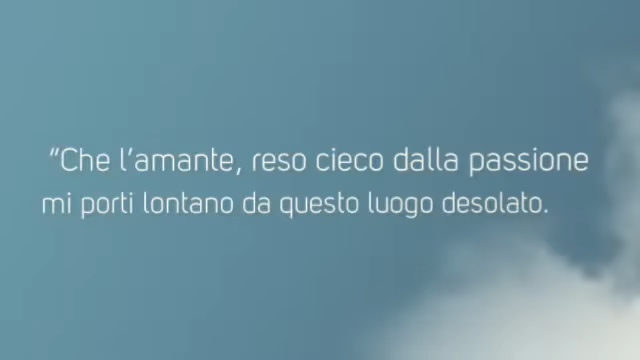 “Che l’amante, reso cieco dalla passione
mi porti lontano da questo luogo desolato.